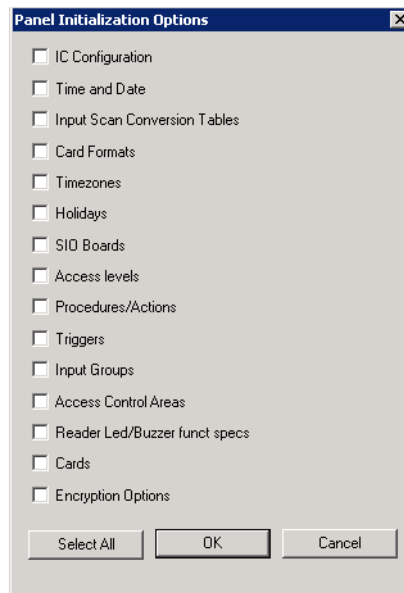 Panel Initialization Options
IC Configuration
Time and Date
Input Scan Conversion Tables
Card Formats
Timezones
Holidays
SIO Boards
Access levels
Procedures/Actions
Triggers
Input Groups
Access Control Areas
Reader Led/Buzzer funct specs
Cards
Encryption Options
Select All OK Cancel